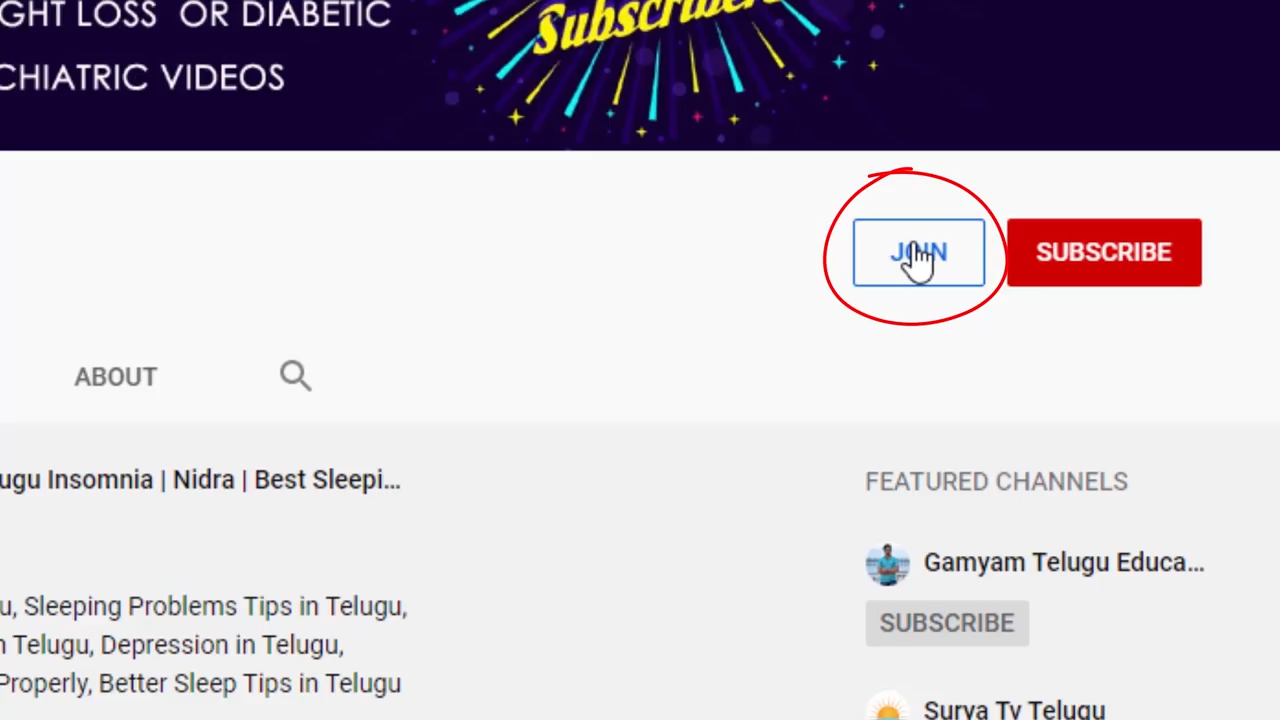 GHT LOSS OR DIABETIC
Subscribers
CHIATRIC VIDEOS
JOIN
SUBSCRIBE
ABOUT
ugu Insomnia | Nidra | Best Sleepi...
FEATURED CHANNELS
Gamyam Telugu Educa...
SUBSCRIBE
u, Sleeping Problems Tips in Telugu,
n Telugu, Depression in Telugu,
Properly, Better Sleep Tips in Telugu
Surya Tv Telugu